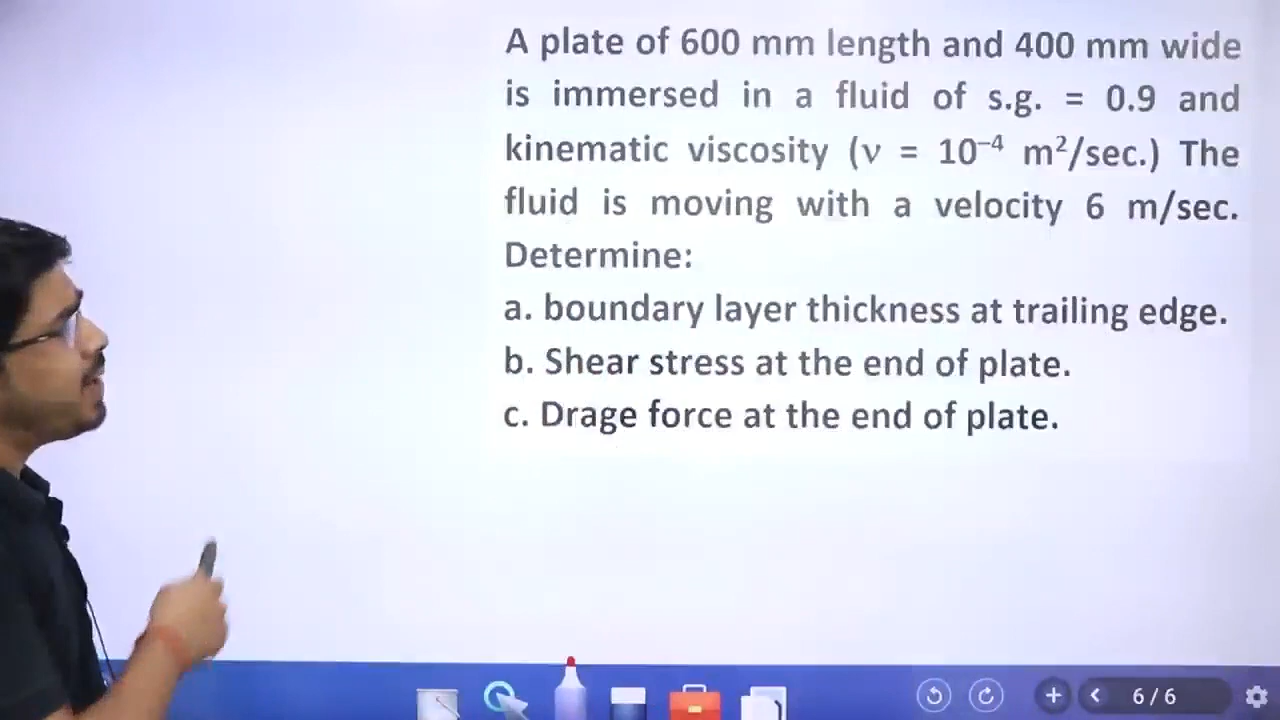 A plate of 600 mm length and 400 mm wide
is immersed in a fluid of s.g. = 0.9 and
kinematic viscosity (ν = 10⁻⁴ m²/sec.) The
fluid is moving with a velocity 6 m/sec.
Determine:
a. boundary layer thickness at trailing edge.
b. Shear stress at the end of plate.
c. Drage force at the end of plate.
6 / 6